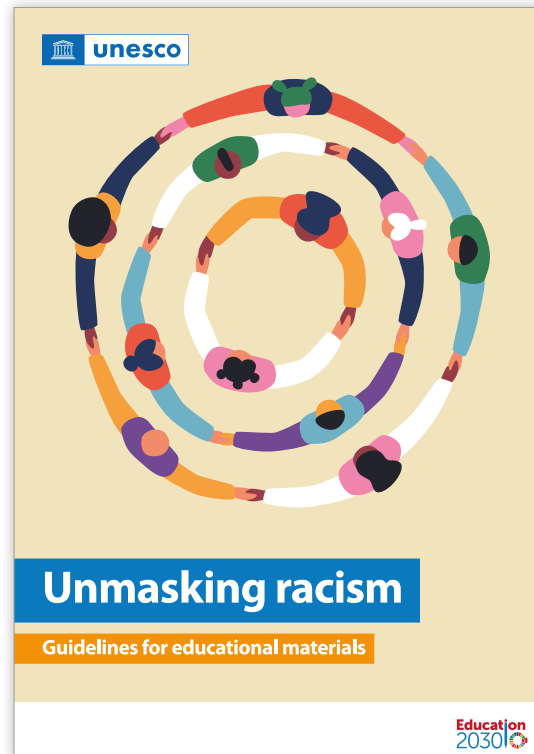 unesco
Unmasking racism
Guidelines for educational materials
Education
2030